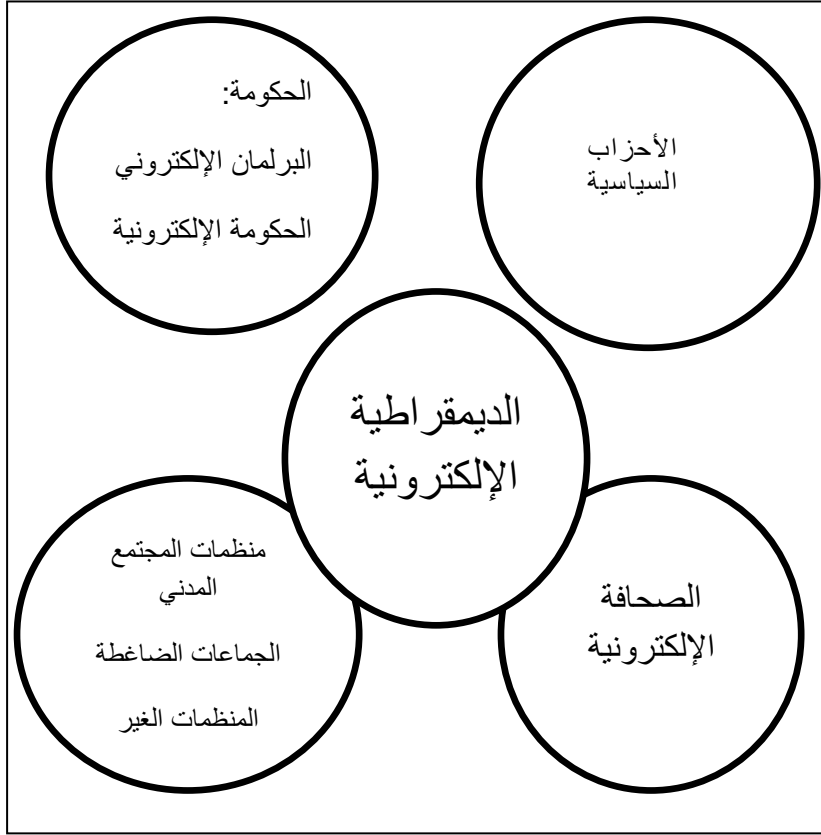 الأحزاب
السياسية
الحكومة:
البرلمان الإلكتروني
الحكومة الإلكترونية
الديمقراطية
الإلكترونية
الصحافة
الإلكترونية
منظمات المجتمع
المدني
الجماعات الضاغطة
المنظمات الغير